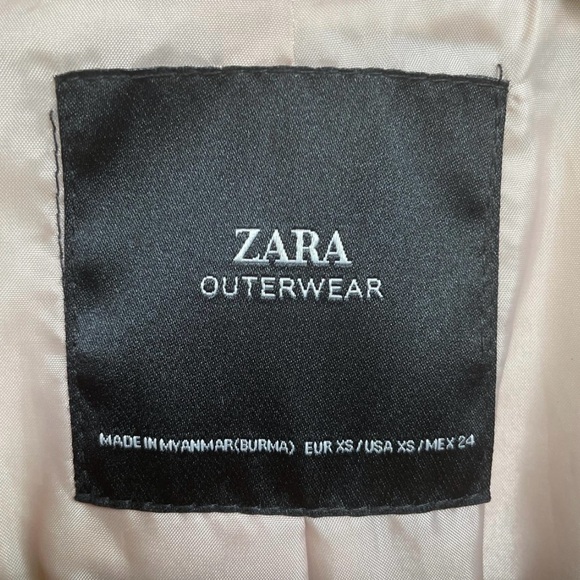 ZARA
OUTERWEAR
MADE IN MYANMAR(BURMA) EUR XS / USA XS / MEX 24